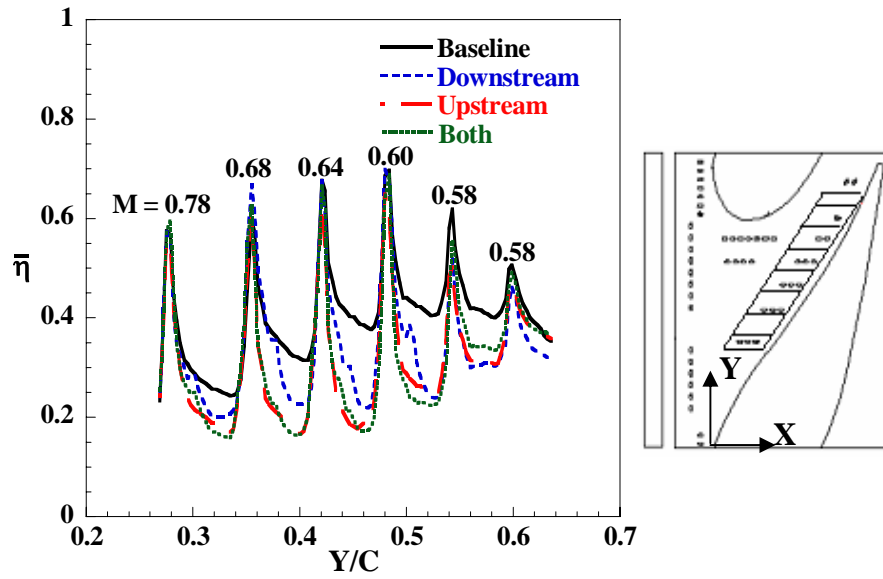 1
0.8
0.6
η̄
0.4
0.2
0
Baseline
Downstream
Upstream
Both
M = 0.78
0.68
0.64
0.60
0.58
0.58
0.2
0.3
0.4
0.5
0.6
0.7
Y/C
Y
X